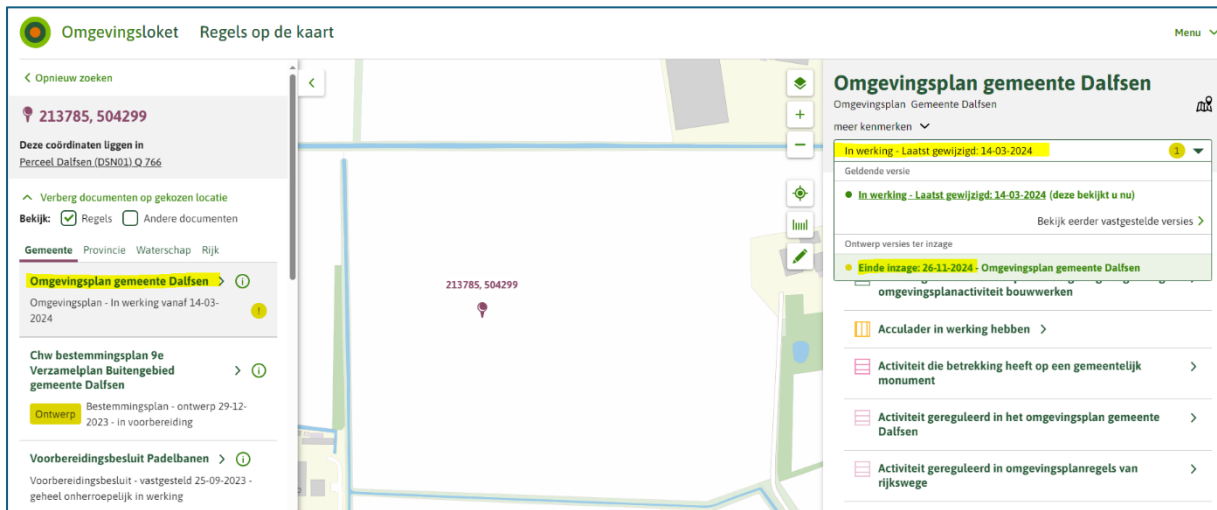 Omgevingsloket Regels op de kaart
Menu
Opnieuw zoeken
213785, 504299
Deze coördinaten liggen in
Perceel Dalfsen (DSN01) Q 766
Verberg documenten op gekozen locatie
Bekijk: Regels Andere documenten
Gemeente Provincie Waterschap Rijk
Omgevingsplan gemeente Dalfsen
Omgevingsplan - In werking vanaf 14-03-
2024
!
Chw bestemmingsplan 9e
Verzamelplan Buitengebied
gemeente Dalfsen
Ontwerp
Bestemmingsplan - ontwerp 29-12-
2023 - in voorbereiding
Voorbereidingsbesluit Padelbanen
Voorbereidingsbesluit - vastgesteld 25-09-2023 -
geheel onherroepelijk in werking
213785, 504299
Omgevingsplan gemeente Dalfsen
Omgevingsplan Gemeente Dalfsen
meer kenmerken
In werking - Laatst gewijzigd: 14-03-2024 1
Geldende versie
In werking - Laatst gewijzigd: 14-03-2024 (deze bekijkt u nu)
Bekijk eerder vastgestelde versies
Ontwerp versies ter inzage
Einde inzage: 26-11-2024 - Omgevingsplan gemeente Dalfsen
omgevingsplanactiviteit bouwwerken
Acculader in werking hebben
Activiteit die betrekking heeft op een gemeentelijk
monument
Activiteit gereguleerd in het omgevingsplan gemeente
Dalfsen
Activiteit gereguleerd in omgevingsplanregels van
rijkswege